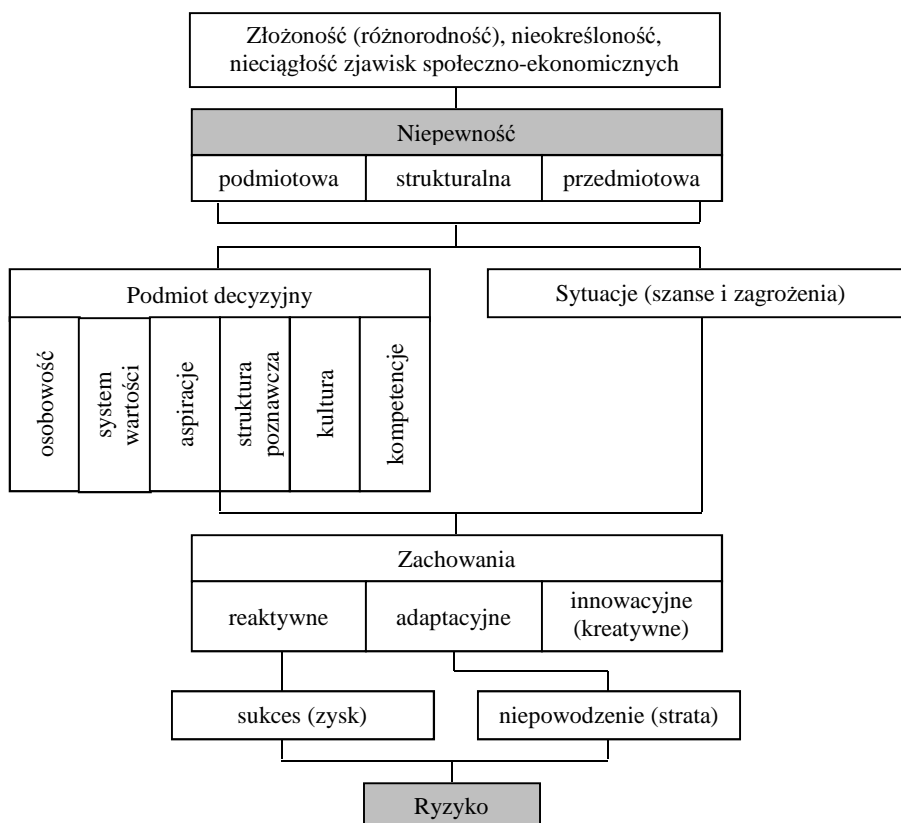 Złożoność (różnorodność), nieokreśloność,
nieciągłość zjawisk społeczno-ekonomicznych
Niepewność
podmiotowa
strukturalna
przedmiotowa
Podmiot decyzyjny
Sytuacje (szanse i zagrożenia)
osobowość
system
wartości
aspiracje
struktura
poznawcza
kultura
kompetencje
Zachowania
reaktywne
adaptacyjne
innowacyjne
(kreatywne)
sukces (zysk)
niepowodzenie (strata)
Ryzyko